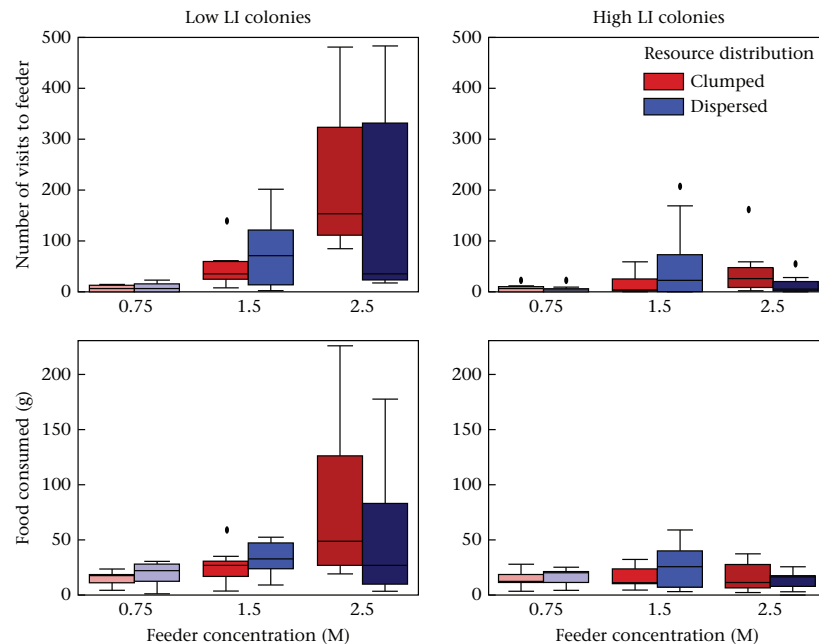 Low LI colonies
High LI colonies
Number of visits to feeder
500
400
300
200
100
0
0.75 1.5 2.5
500
400
300
200
100
0
Resource distribution
Clumped
Dispersed
0.75 1.5 2.5
Food consumed (g)
200
150
100
50
0
0.75 1.5 2.5
Feeder concentration (M)
200
150
100
50
0
0.75 1.5 2.5
Feeder concentration (M)